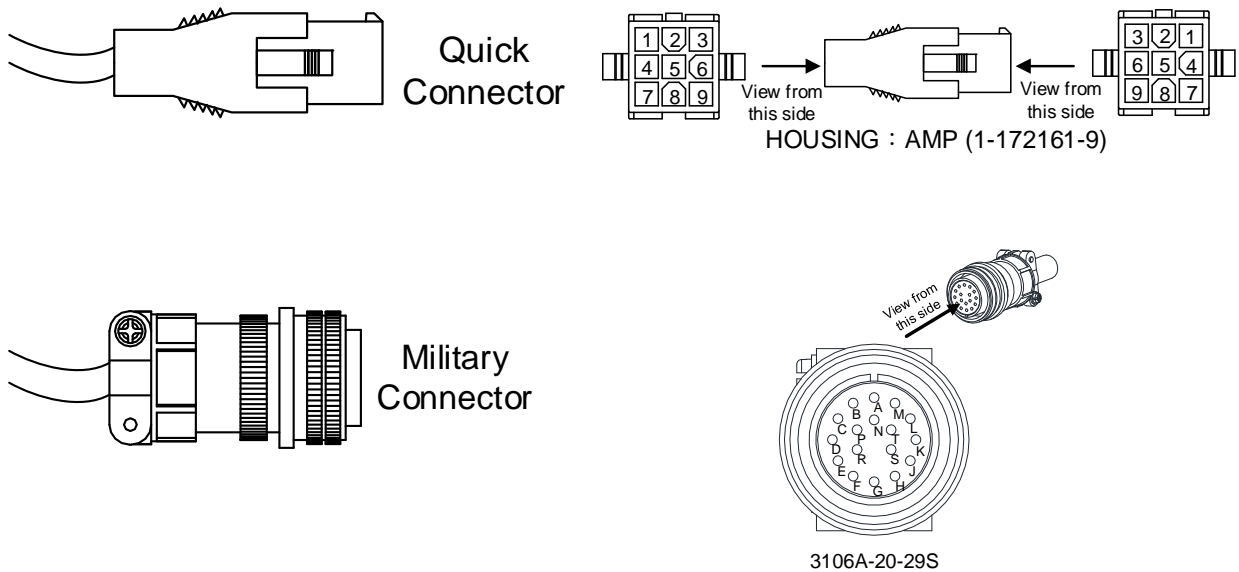 Quick
Connector
1 2 3
4 5 6
7 8 9
View from
this side
View from
this side
3 2 1
6 5 4
9 8 7
HOUSING：AMP (1-172161-9)
Military
Connector
View from
this side
A
B M
C N L
P T
D K
R S
E J
F H
G
3106A-20-29S